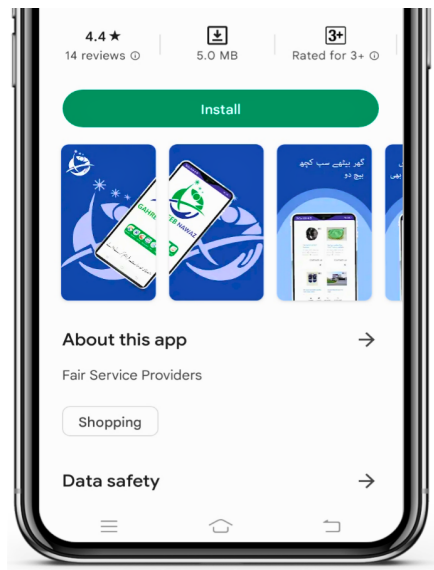 4.4★
14 reviews ⓘ
5.0 MB
3+
Rated for 3+ ⓘ
Install
NAWAZ
گھر بیٹھے سب کچھ
بیچ دو
About this app →
Fair Service Providers
Shopping
Data safety →